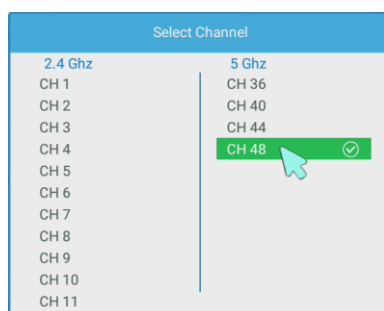 Select Channel
2.4 Ghz
CH 1
CH 2
CH 3
CH 4
CH 5
CH 6
CH 7
CH 8
CH 9
CH 10
CH 11
5 Ghz
CH 36
CH 40
CH 44
CH 48